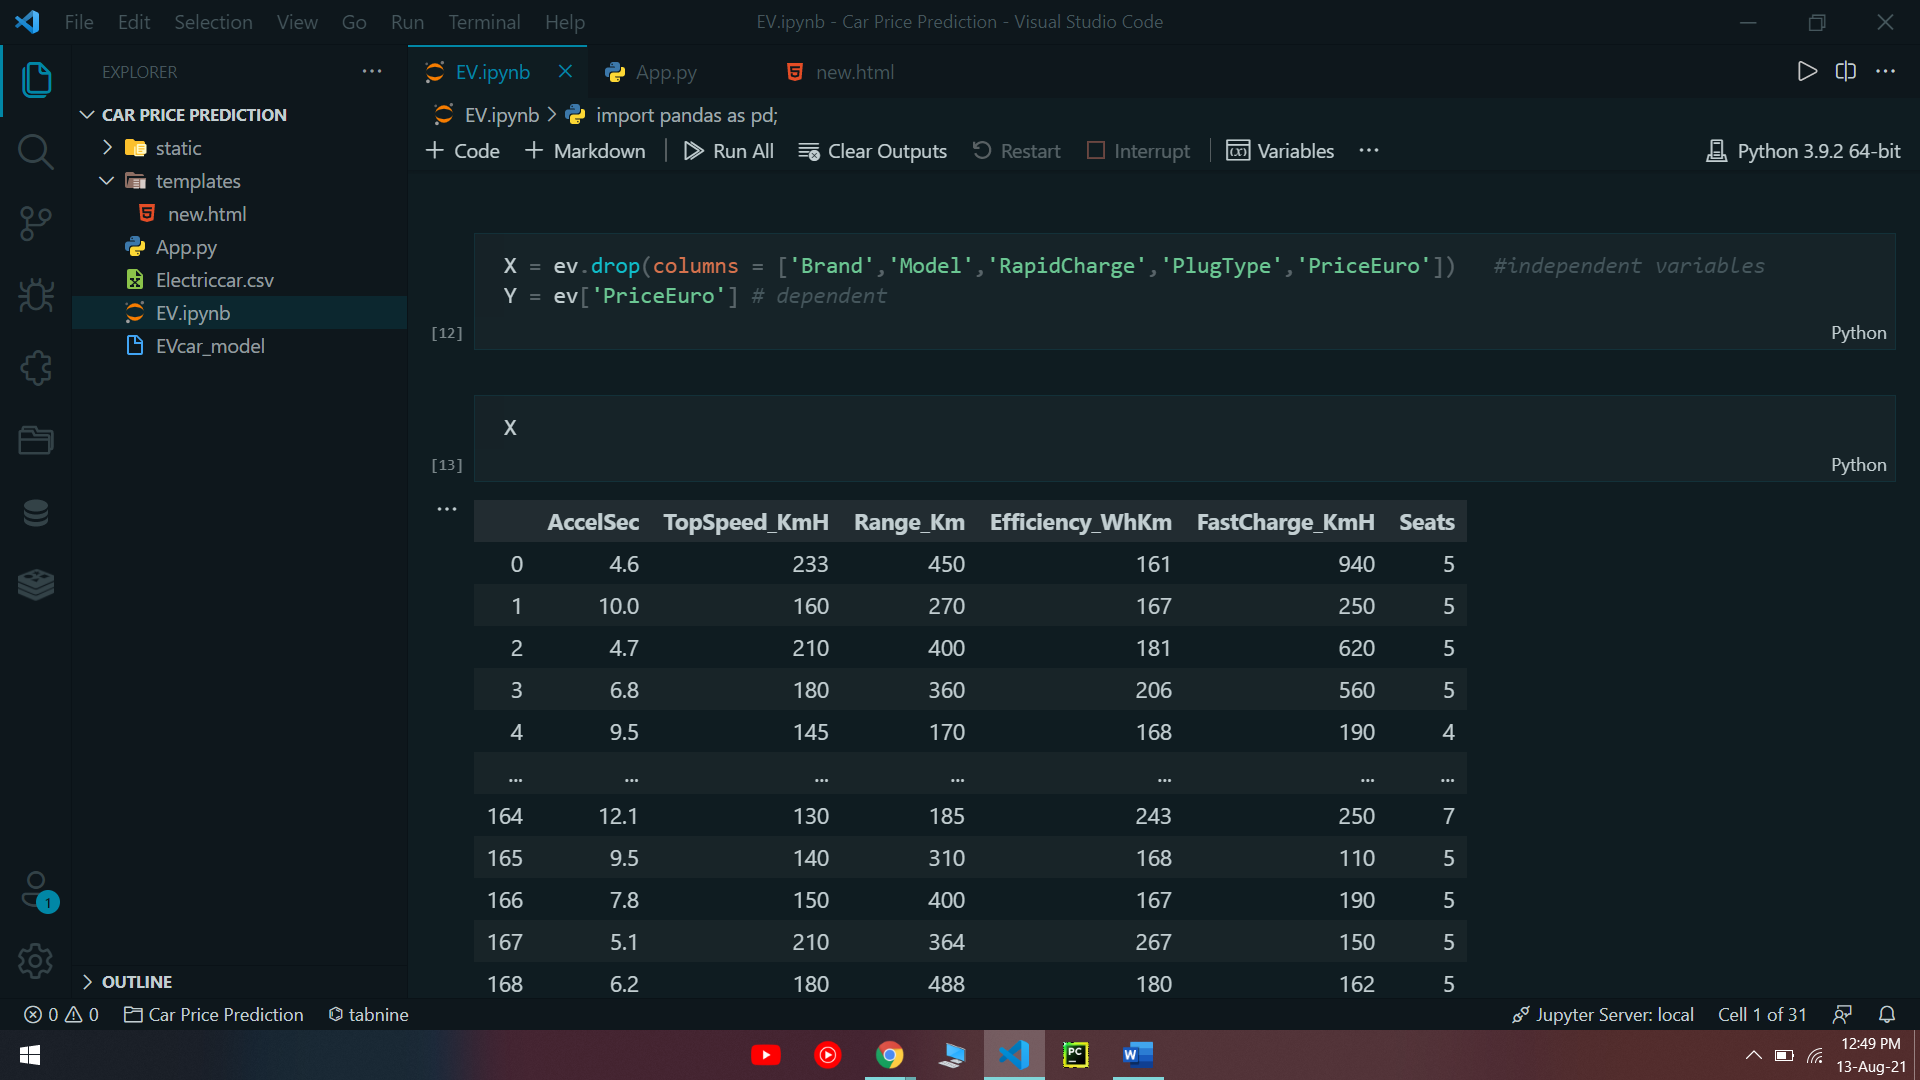 File Edit Selection View Go Run Terminal Help EV.ipynb - Car Price Prediction - Visual Studio Code
EXPLORER
CAR PRICE PREDICTION
static
templates
new.html
App.py
Electriccar.csv
EV.ipynb
EVcar_model
OUTLINE
EV.ipynb App.py new.html
EV.ipynb > import pandas as pd;
+ Code + Markdown Run All Clear Outputs Restart Interrupt Variables ... Python 3.9.2 64-bit
X = ev.drop(columns = ['Brand','Model','RapidCharge','PlugType','PriceEuro']) #independent variables
Y = ev['PriceEuro'] # dependent
[12] Python
X
[13] Python
AccelSec TopSpeed_KmH Range_Km Efficiency_WhKm FastCharge_KmH Seats
0 4.6 233 450 161 940 5
1 10.0 160 270 167 250 5
2 4.7 210 400 181 620 5
3 6.8 180 360 206 560 5
4 9.5 145 170 168 190 4
... ... ... ... ... ... ...
164 12.1 130 185 243 250 7
165 9.5 140 310 168 110 5
166 7.8 150 400 167 190 5
167 5.1 210 364 267 150 5
168 6.2 180 488 180 162 5
1
0 0 Car Price Prediction tabnine Jupyter Server: local Cell 1 of 31
PC
W
12:49 PM
13-Aug-21